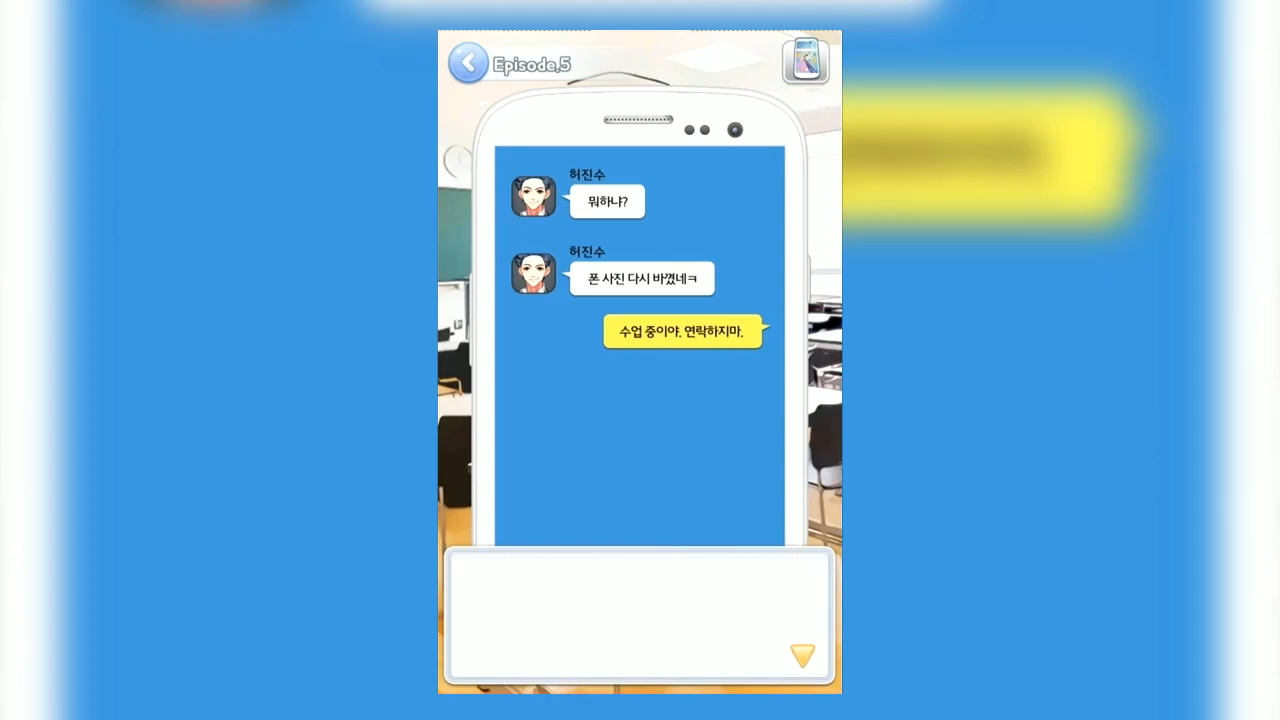 Episode.5
허진수
뭐하냐?
허진수
폰 사진 다시 바꼈네ㅋ
수업 중이야. 연락하지마.